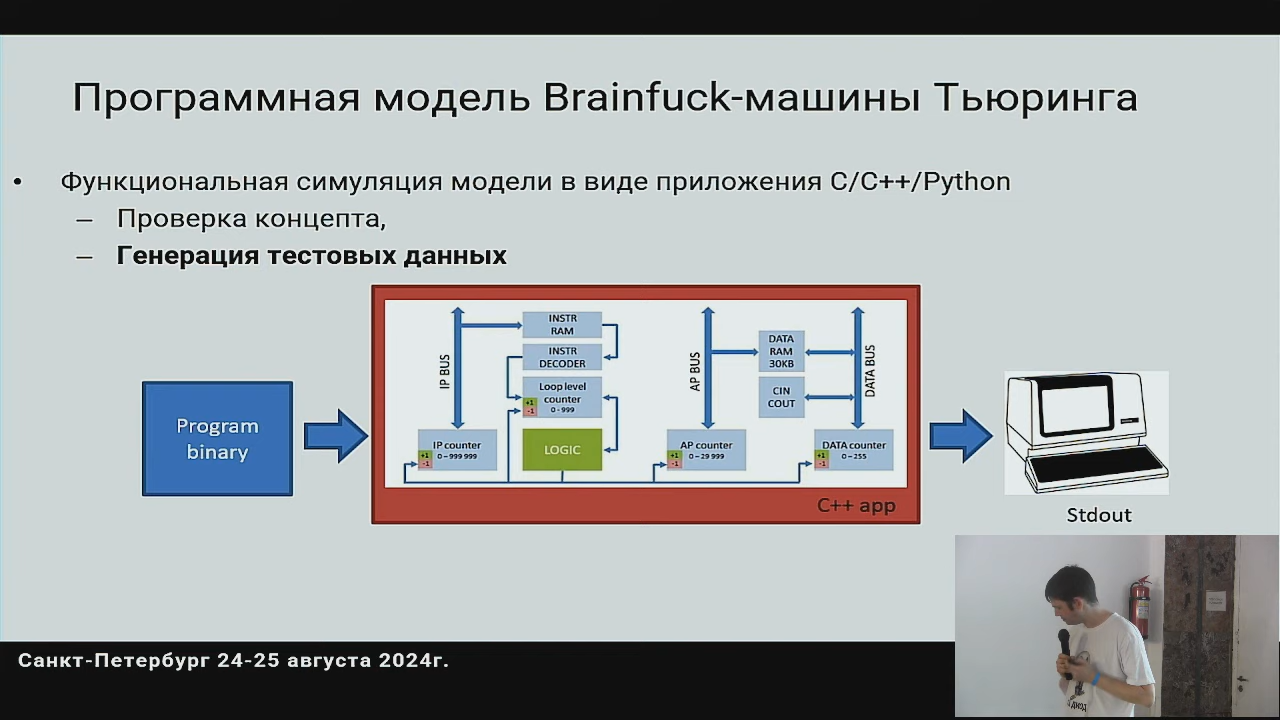 Программная модель Brainfuck-машины Тьюринга
• Функциональная симуляция модели в виде приложения C/C++/Python
– Проверка концепта,
– Генерация тестовых данных
Program
binary
IP BUS
INSTR
RAM
INSTR
DECODER
Loop level
counter
0 - 999
+1
-1
LOGIC
IP counter
0 – 999 999
+1
-1
AP BUS
DATA
RAM
30KB
CIN
COUT
DATA BUS
AP counter
0 – 29 999
+1
-1
DATA counter
0 – 255
+1
-1
C++ app
Stdout
Санкт-Петербург 24-25 августа 2024г.